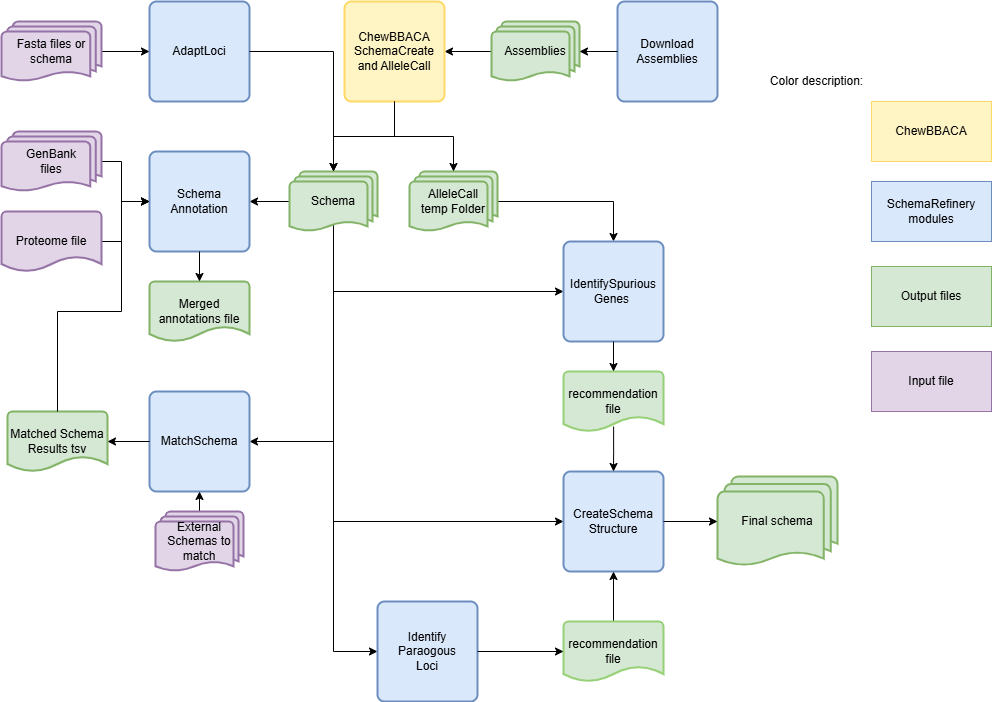 Fasta files or
schema
AdaptLoci
ChewBBACA
SchemaCreate
and AlleleCall
Assemblies
Download
Assemblies
Color description:
ChewBBACA
GenBank
files
Schema
Annotation
Schema
AlleleCall
temp Folder
SchemaRefinery
modules
Proteome file
IdentifySpurious
Genes
Output files
Merged
annotations file
recommendation
file
Input file
Matched Schema
Results tsv
MatchSchema
External
Schemas to
match
CreateSchema
Structure
Final schema
Identify
Paraogous
Loci
recommendation
file